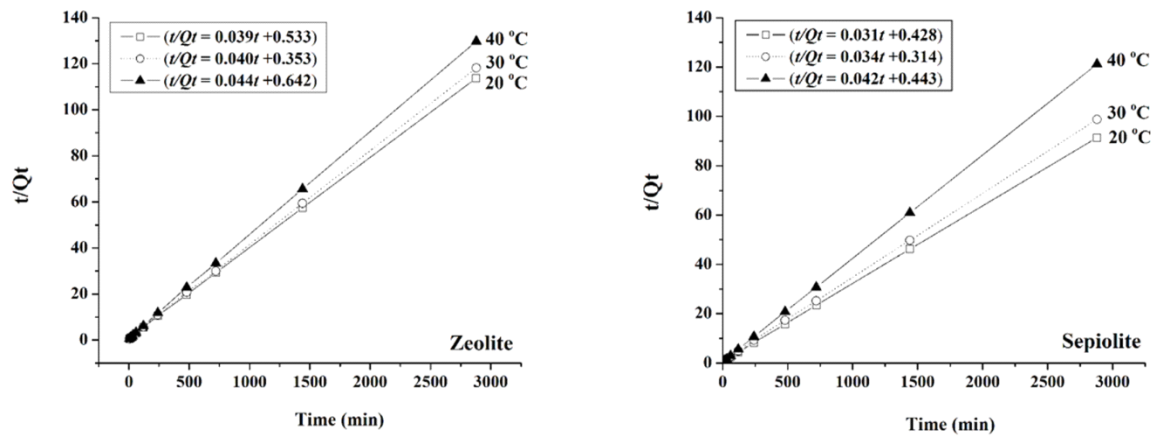 140
120
100
80
60
40
20
0
t/Qt
(t/Qt = 0.039t +0.533)
(t/Qt = 0.040t +0.353)
(t/Qt = 0.044t +0.642)
40 °C
30 °C
20 °C
Zeolite
0 500 1000 1500 2000 2500 3000
Time (min)
140
120
100
80
60
40
20
0
t/Qt
(t/Qt = 0.031t +0.428)
(t/Qt = 0.034t +0.314)
(t/Qt = 0.042t +0.443)
40 °C
30 °C
20 °C
Sepiolite
0 500 1000 1500 2000 2500 3000
Time (min)